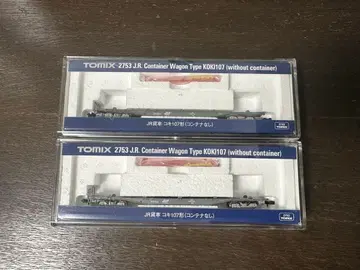 TOMIX 2753 J.R. Container Wagon Type KOKI107 (without container)
JR貨車 コキ107形(コンテナなし)
TOMIX 2753 J.R. Container Wagon Type KOKI107 (without container)
JR貨車 コキ107形(コンテナなし)